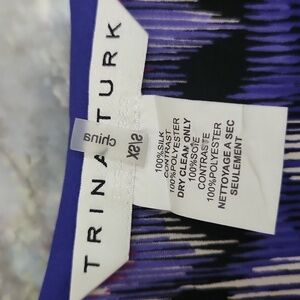 TRINA TURK
XS/S
china
100%SILK
CONTRAST
100%POLYESTER
DRY CLEAN ONLY
100%SOIE
CONTRASTE
100%POLYESTER
NETTOYAGE A SEC
SEULEMENT